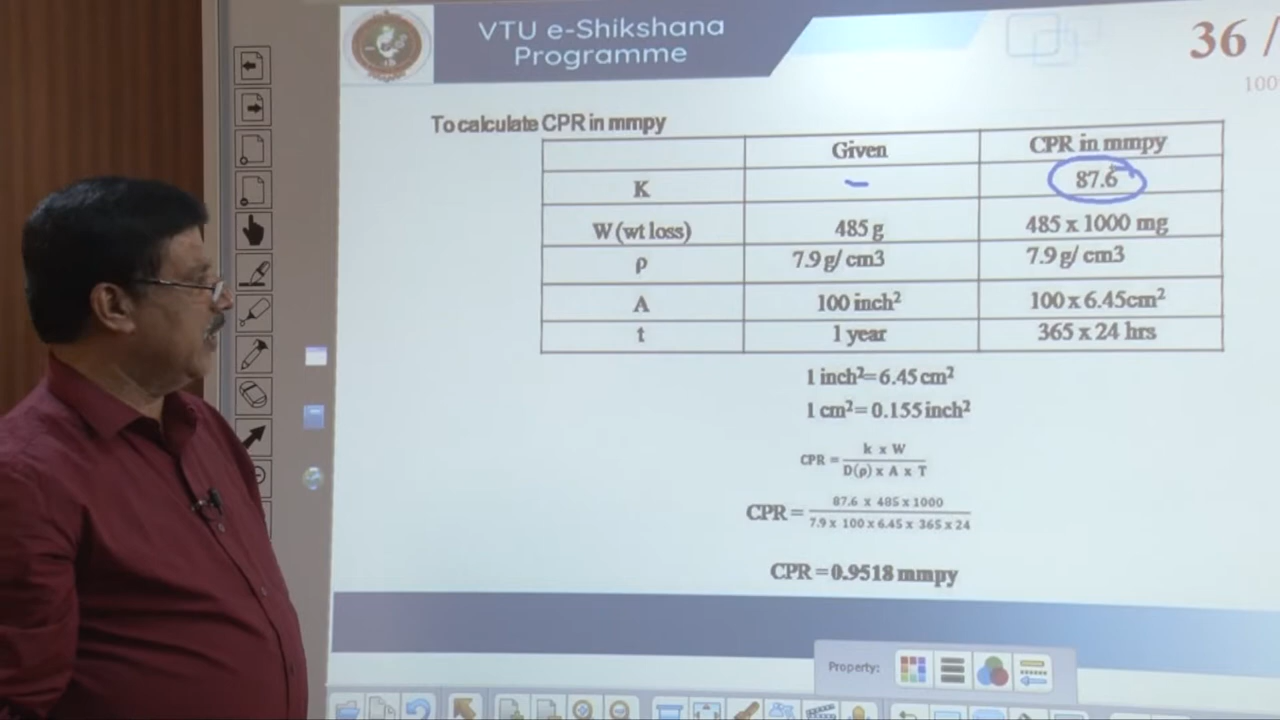 VTU e-Shikshana
Programme
36 /
100
To calculate CPR in mmpy
Given CPR in mmpy
K - 87.6
W (wt loss) 485 g 485 x 1000 mg
ρ 7.9 g/ cm3 7.9 g/ cm3
A 100 inch² 100 x 6.45cm²
t 1 year 365 x 24 hrs
1 inch²=6.45 cm²
1 cm²= 0.155 inch²
CPR = k x W / D(ρ) x A x T
CPR = 87.6 x 485 x 1000 / 7.9 x 100 x 6.45 x 365 x 24
CPR = 0.9518 mmpy
Property: